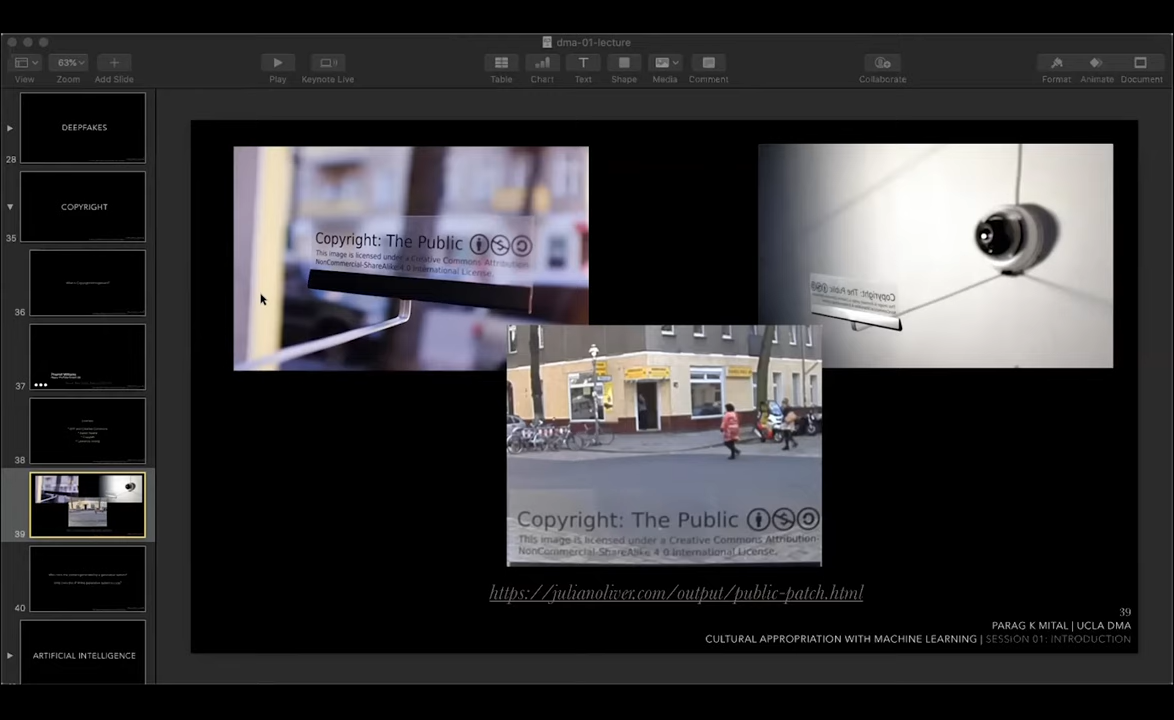 dma-01-lecture
63%
View
Zoom
Add Slide
Play
Keynote Live
Table
Chart
Text
Shape
Media
Comment
Collaborate
Format
Animate
Document
DEEPFAKES
28
COPYRIGHT
35
36
37
38
39
40
ARTIFICIAL INTELLIGENCE
Copyright: The Public
This image is licensed under a Creative Commons Attribution-
NonCommercial-ShareAlike 4.0 International License.
Copyright: The Public
Copyright: The Public
This image is licensed under a Creative Commons Attribution-
NonCommercial-ShareAlike 4.0 International License.
https://julianoliver.com/output/public-patch.html
39
PARAG K MITAL | UCLA DMA
CULTURAL APPROPRIATION WITH MACHINE LEARNING | SESSION 01: INTRODUCTION